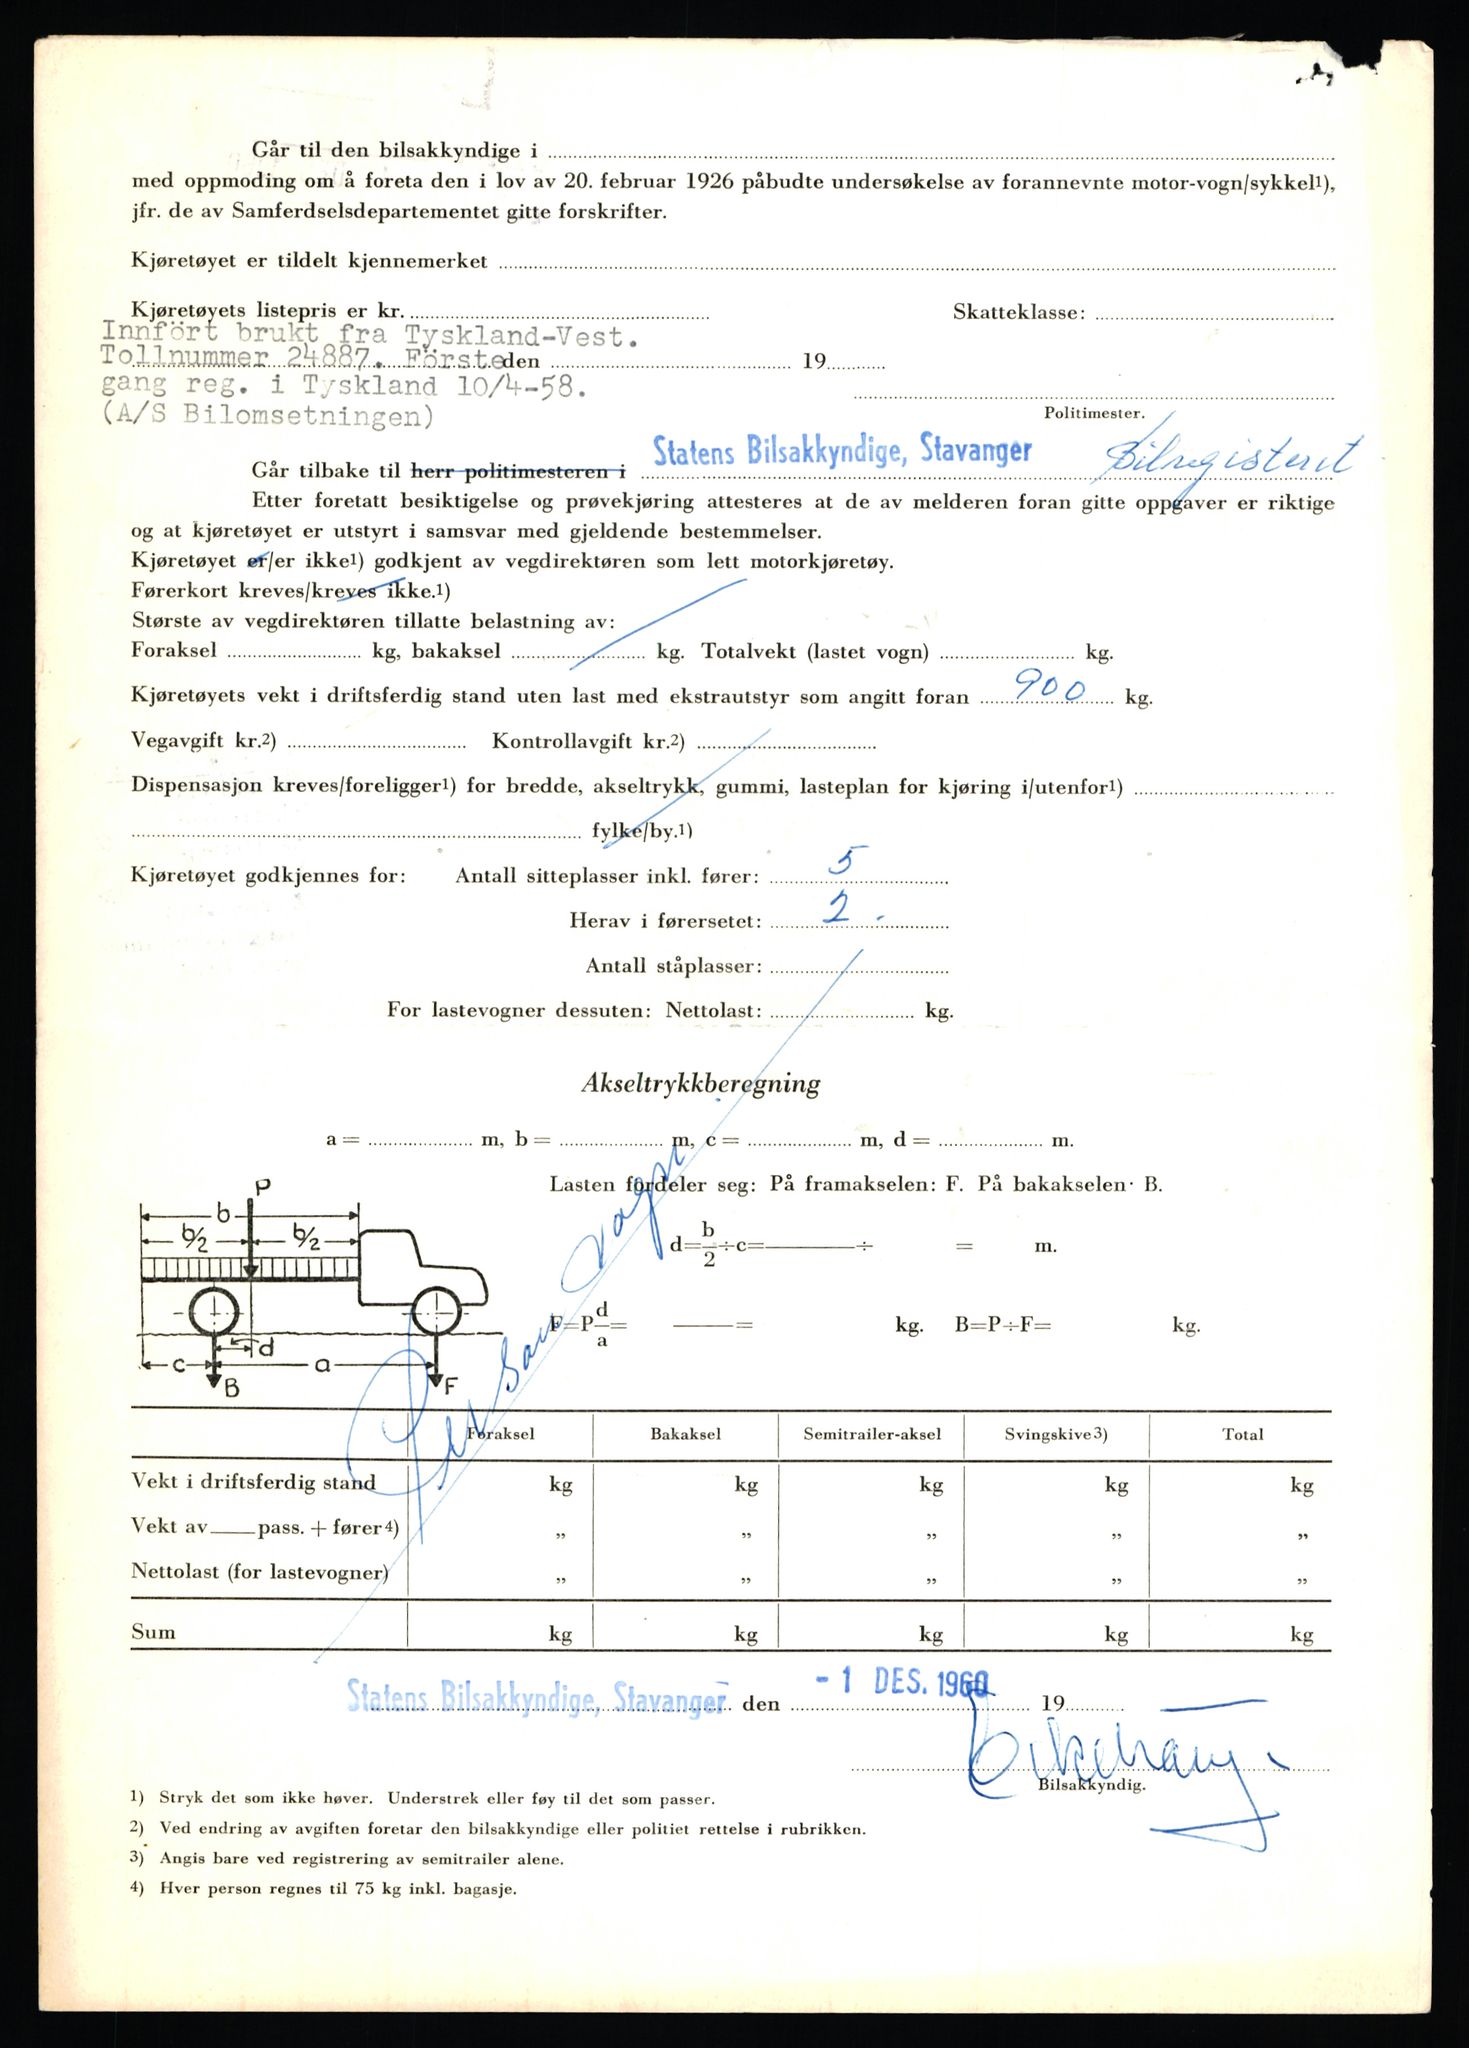 Går til den bilsakkyndige i
med oppmoding om å foreta den i lov av 20. februar 1926 påbudte undersøkelse av forannevnte motor-vogn/sykkel1),
jfr. de av Samferdselsdepartementet gitte forskrifter.
Kjøretøyet er tildelt kjennemerket
Kjøretøyets listepris er kr. Skatteklasse:
Innfört brukt fra Tyskland-Vest.
Tollnummer 24887. Förste den 19
gang reg. i Tyskland 10/4-58.
(A/S Bilomsetningen)
Politimester.
Statens Bilsakkyndige, Stavanger Bilregisteret
Går tilbake til herr politimesteren i
Etter foretatt besiktigelse og prøvekjøring attesteres at de av melderen foran gitte oppgaver er riktige
og at kjøretøyet er utstyrt i samsvar med gjeldende bestemmelser.
Kjøretøyet er/er ikke1) godkjent av vegdirektøren som lett motorkjøretøy.
Førerkort kreves/kreves ikke.1)
Største av vegdirektøren tillatte belastning av:
Foraksel kg, bakaksel kg. Totalvekt (lastet vogn) kg.
Kjøretøyets vekt i driftsferdig stand uten last med ekstrautstyr som angitt foran 900 kg.
Vegavgift kr.2) Kontrollavgift kr.2)
Dispensasjon kreves/foreligger1) for bredde, akseltrykk, gummi, lasteplan for kjøring i/utenfor1)
fylke/by.1)
Kjøretøyet godkjennes for: Antall sitteplasser inkl. fører: 5
Herav i førersetet: 2.
Antall ståplasser:
For lastevogner dessuten: Nettolast: kg.
Akseltrykkberegning
a = m, b = m, c = m, d = m.
Lasten fordeler seg: På framakselen: F. På bakakselen: B.
P
b
b/2 b/2
d=b/2÷c= ÷ = m.
F=P d/a= = kg. B=P÷F= kg.
d
c a
B F
Person vogn
Foraksel Bakaksel Semitrailer-aksel Svingskive3) Total
Vekt i driftsferdig stand kg kg kg kg kg
Vekt av pass. + fører4) „ „ „ „ „
Nettolast (for lastevogner) „ „ „ „ „
Sum kg kg kg kg kg
Statens Bilsakkyndige, Stavanger den -1 DES. 1960 19
Bilsakkyndig.
1) Stryk det som ikke høver. Understrek eller føy til det som passer.
2) Ved endring av avgiften foretar den bilsakkyndige eller politiet rettelse i rubrikken.
3) Angis bare ved registrering av semitrailer alene.
4) Hver person regnes til 75 kg inkl. bagasje.